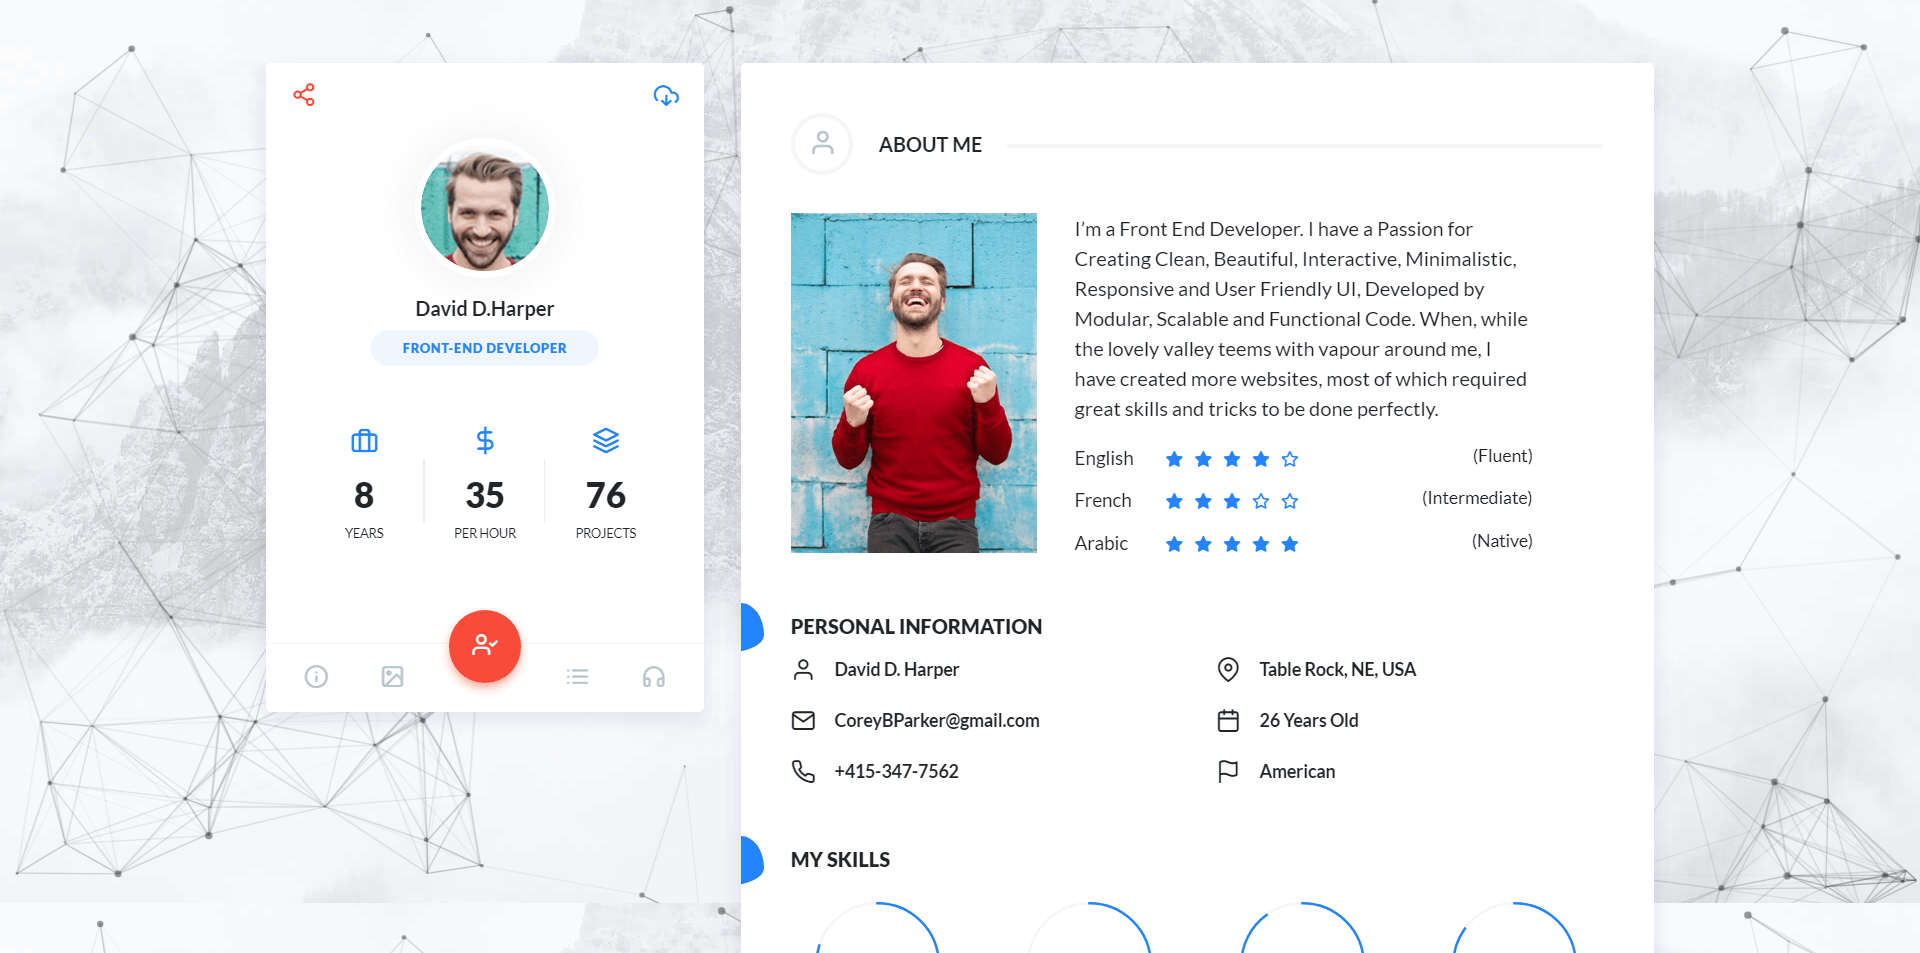 David D.Harper
FRONT-END DEVELOPER
8
YEARS
35
PER HOUR
76
PROJECTS
ABOUT ME
I’m a Front End Developer. I have a Passion for
Creating Clean, Beautiful, Interactive, Minimalistic,
Responsive and User Friendly UI, Developed by
Modular, Scalable and Functional Code. When, while
the lovely valley teems with vapour around me, I
have created more websites, most of which required
great skills and tricks to be done perfectly.
English (Fluent)
French (Intermediate)
Arabic (Native)
PERSONAL INFORMATION
David D. Harper
Table Rock, NE, USA
CoreyBParker@gmail.com
26 Years Old
+415-347-7562
American
MY SKILLS